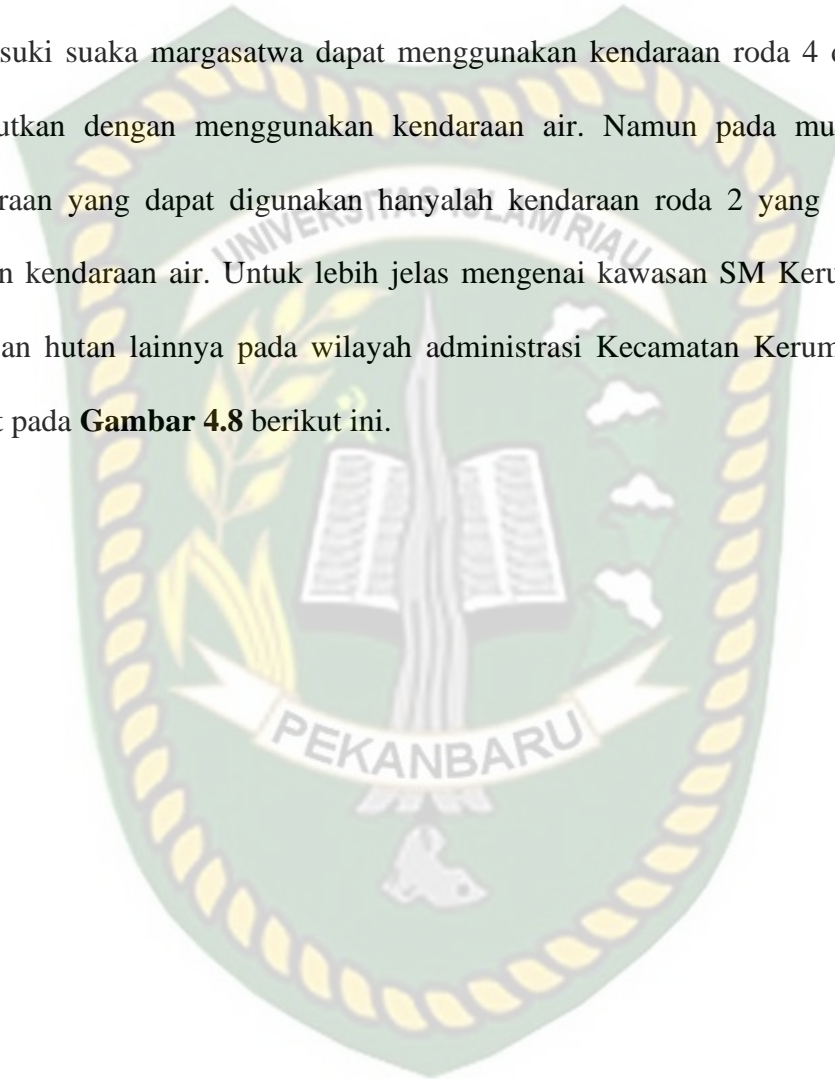 suki suaka margasatwa dapat menggunakan kendaraan roda 4 d
utkan dengan menggunakan kendaraan air. Namun pada mu
raan yang dapat digunakan hanyalah kendaraan roda 2 yang
n kendaraan air. Untuk lebih jelas mengenai kawasan SM Keru
an hutan lainnya pada wilayah administrasi Kecamatan Kerum
t pada Gambar 4.8 berikut ini.
UNIVERSITAS ISLAM RIAU
PEKANBARU